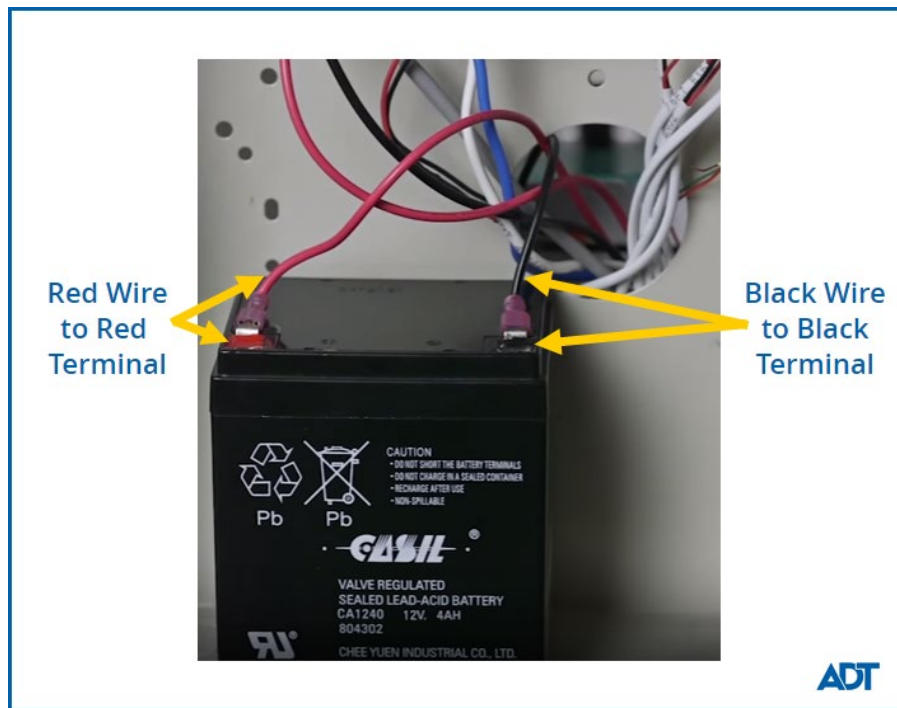 Red Wire
to Red
Terminal
Black Wire
to Black
Terminal
CAUTION
- DO NOT SHORT THE BATTERY TERMINALS
- DO NOT CHARGE IN A SEALED CONTAINER
- RECHARGE AFTER USE
- NON-SPILLABLE
Pb
Pb
CASIL ®
VALVE REGULATED
SEALED LEAD-ACID BATTERY
CA1240 12V. 4AH
804302
CHEE YUEN INDUSTRIAL CO., LTD.
ADT